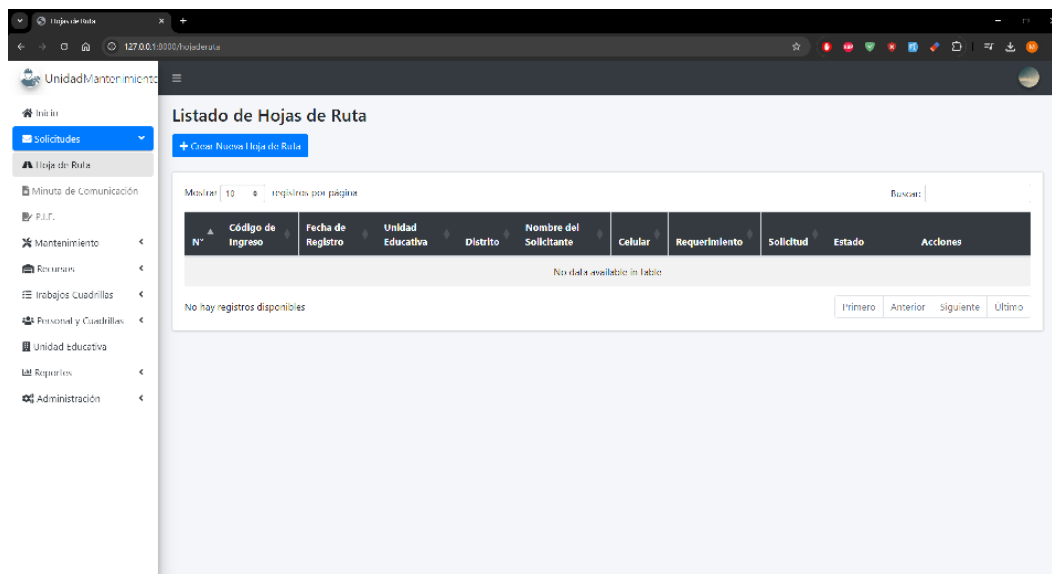 Hojas de Ruta
127.0.0.1:8000/hojaderuta
UnidadMantenimiento
Inicio
Solicitudes
Hoja de Ruta
Minuta de Comunicación
P.I.F.
Mantenimiento
Recursos
Trabajos Cuadrillas
Personal y Cuadrillas
Unidad Educativa
Reportes
Administración
Listado de Hojas de Ruta
+ Crear Nueva Hoja de Ruta
Mostrar 10 registros por página
Buscar:
N° Código de Ingreso Fecha de Registro Unidad Educativa Distrito Nombre del Solicitante Celular Requerimiento Solicitud Estado Acciones
No data available in table
No hay registros disponibles
Primero Anterior Siguiente Último